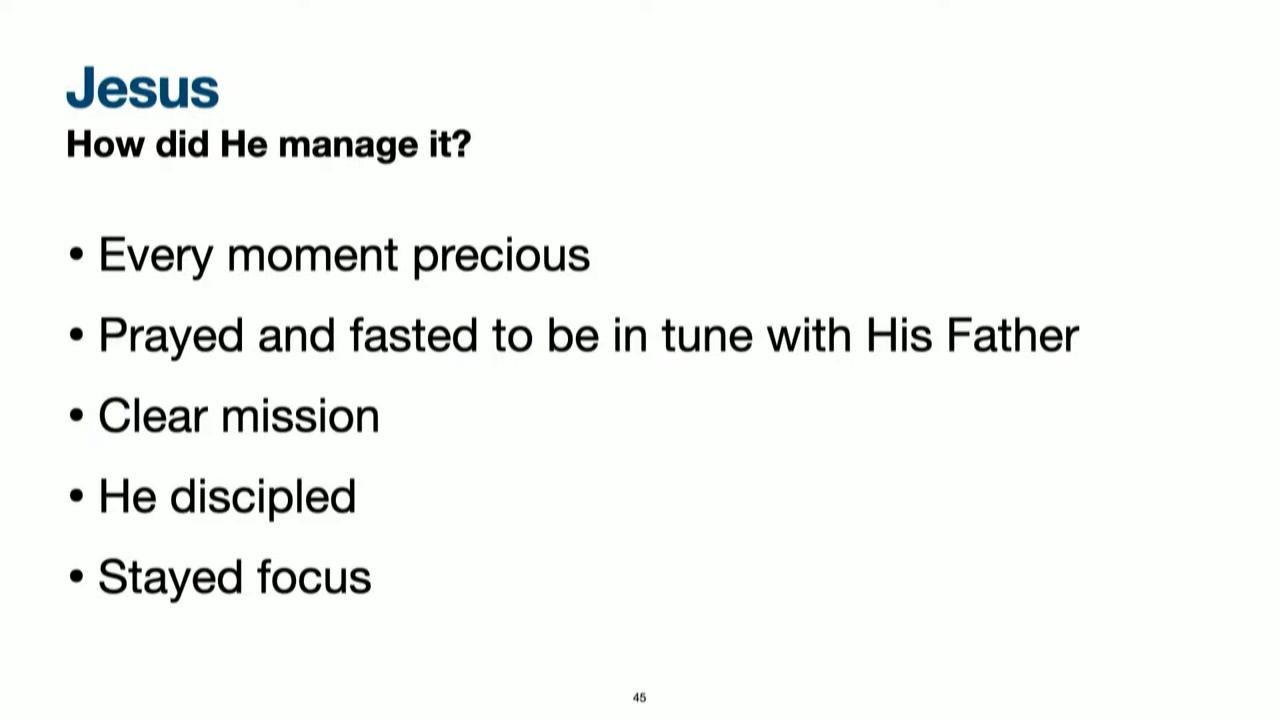 Jesus
How did He manage it?
• Every moment precious
• Prayed and fasted to be in tune with His Father
• Clear mission
• He discipled
• Stayed focus
45